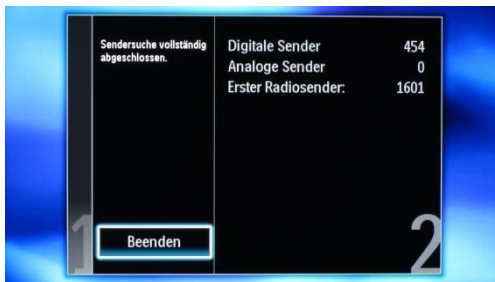 Sendersuche vollständig
abgeschlossen.
Digitale Sender 454
Analoge Sender 0
Erster Radiosender: 1601
1
Beenden
2